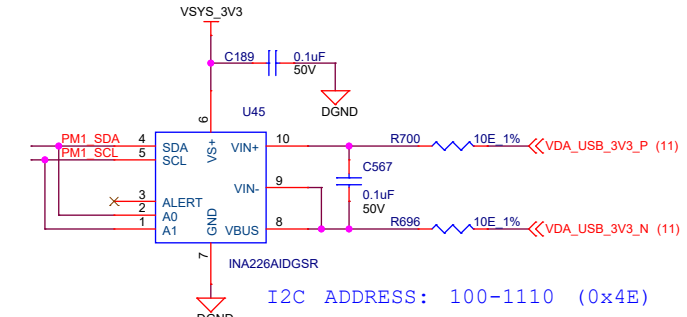 VSYS_3V3
C189
0.1uF
50V
DGND
U45
6
PM1_SDA 4 SDA VS+ VIN+ 10 R700 10E_1% VDA_USB_3V3_P (11)
PM1_SCL 5 SCL
C567
VIN- 9
3 ALERT
0.1uF
50V
2 A0
1 A1 GND VBUS 8 R696 10E_1% VDA_USB_3V3_N (11)
7
INA226AIDGSR
I2C ADDRESS: 100-1110 (0x4E)
DGND